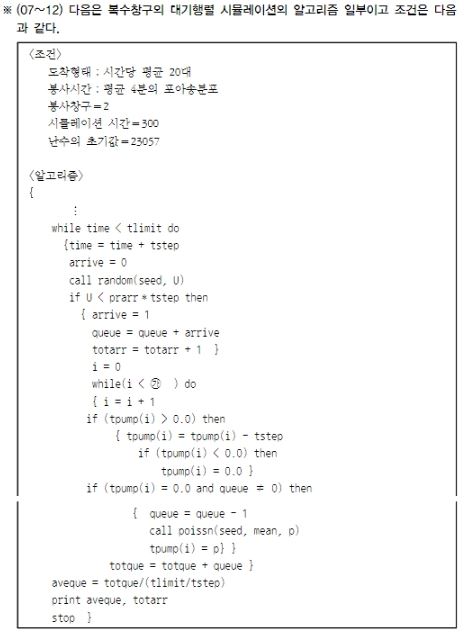 ※ (07~12) 다음은 복수창구의 대기행렬 시뮬레이션의 알고리즘 일부이고 조건은 다음
과 같다.
<조건>
도착형태 : 시간당 평균 20대
봉사시간 : 평균 4분의 포아송분포
봉사창구=2
시뮬레이션 시간=300
난수의 초기값=23057
<알고리즘>
{
⋮
while time < tlimit do
{time = time + tstep
arrive = 0
call random(seed, U)
if U < prarr * tstep then
{ arrive = 1
queue = queue + arrive
totarr = totarr + 1 }
i = 0
while(i < ㉮ ) do
{ i = i + 1
if (tpump(i) > 0.0) then
{ tpump(i) = tpump(i) - tstep
if (tpump(i) < 0.0) then
tpump(i) = 0.0 }
if (tpump(i) = 0.0 and queue ≠ 0) then
{ queue = queue - 1
call poissn(seed, mean, p)
tpump(i) = p} }
totque = totque + queue }
aveque = totque/(tlimit/tstep)
print aveque, totarr
stop }